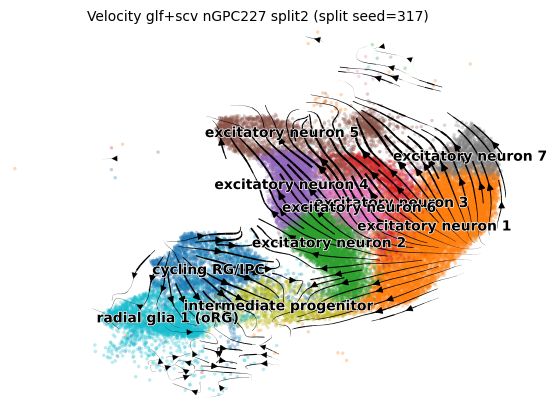 Velocity glf+scv nGPC227 split2 (split seed=317)
excitatory neuron 5
excitatory neuron 7
excitatory neuron 4
excitatory neuron 3
excitatory neuron 6
excitatory neuron 1
excitatory neuron 2
cycling RG/IPC
intermediate progenitor
radial glia 1 (oRG)